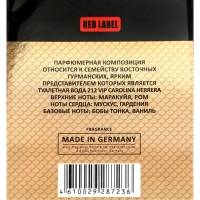 RED LABEL
ПАРФЮМЕРНАЯ КОМПОЗИЦИЯ
ОТНОСИТСЯ К СЕМЕЙСТВУ ВОСТОЧНЫХ
ГУРМАНСКИХ, ЯРКИМ
ПРЕДСТАВИТЕЛЕМ КОТОРЫХ ЯВЛЯЕТСЯ
ТУАЛЕТНАЯ ВОДА 212 VIP CAROLINA HERRERA
ВЕРХНИЕ НОТЫ: МАРАКУЙЯ, РОМ
НОТЫ СЕРДЦА: МУСКУС, ГАРДЕНИЯ
БАЗОВЫЕ НОТЫ: БОБЫ ТОНКА, ВАНИЛЬ
FRAGRANCE
MADE IN GERMANY
4 610029 287236